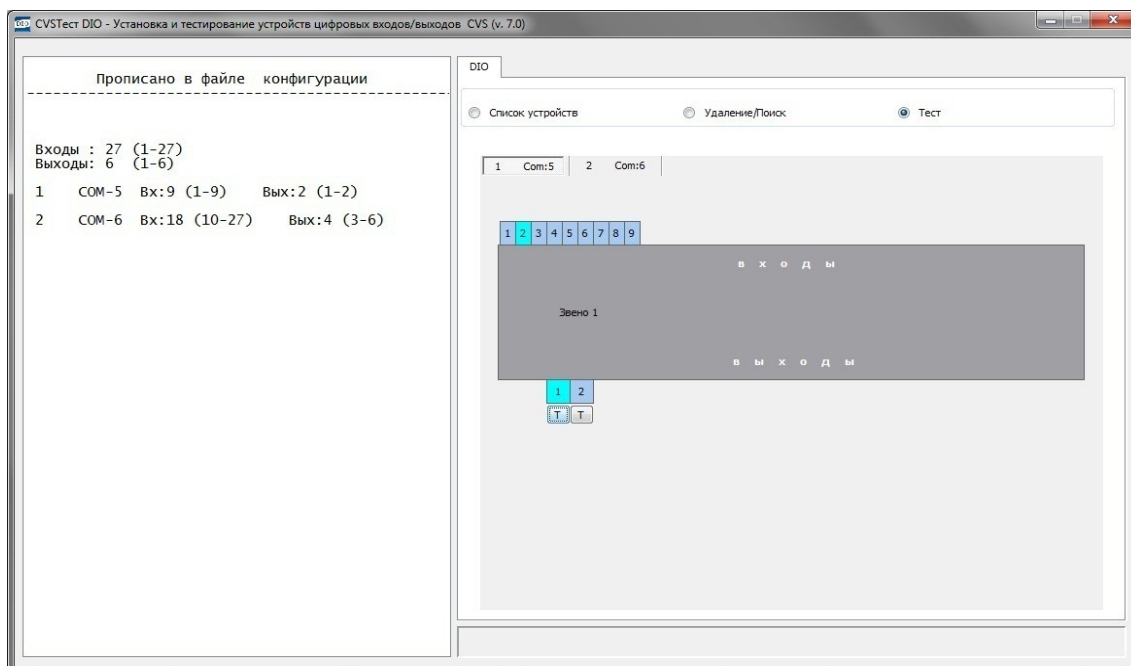 DIO CVSТест DIO - Установка и тестирование устройств цифровых входов/выходов CVS (v. 7.0)
Прописано в файле конфигурации
--------------------------------------------------
Входы : 27 (1-27)
Выходы: 6 (1-6)
1 COM-5 Вх:9 (1-9) Вых:2 (1-2)
2 COM-6 Вх:18 (10-27) Вых:4 (3-6)
DIO
Список устройств Удаление/Поиск Тест
1 Com:5 2 Com:6
1 2 3 4 5 6 7 8 9
входы
Звено 1
выходы
1 2
T T